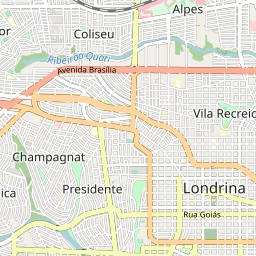 Alpes
Coliseu
or
Ribeirão Quati
Avenida Brasília
Vila Recreio
Champagnat
Presidente
Londrina
ica
Rua Goiás